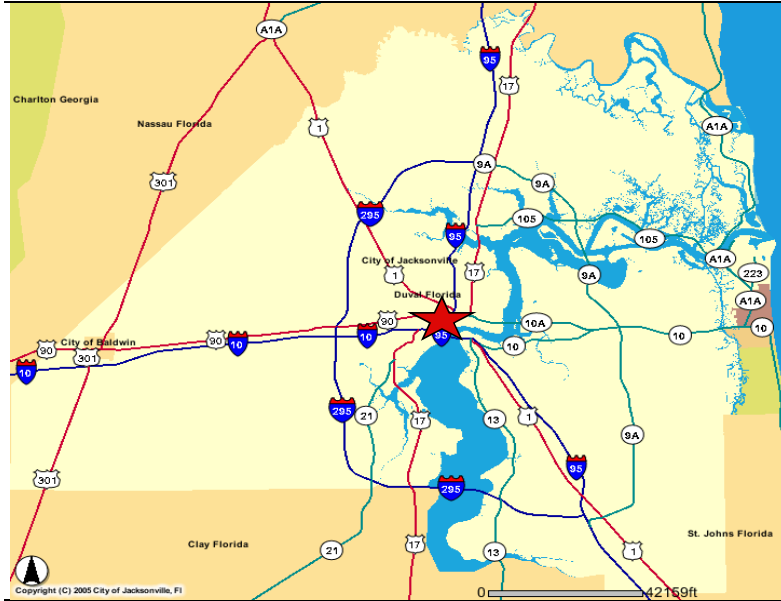 A1A
95
17
Charlton Georgia
Nassau Florida
1
A1A
301
9A
9A
295
105
95
105
City of Jacksonville
A1A
1
17
9A
223
Duval Florida
A1A
90
10A
10
90
10
10
95
10
10
90
City of Baldwin
301
10
295
21
17
13
1
9A
95
301
295
Clay Florida
21
17
13
1
St. Johns Florida
Copyright (C) 2005 City of Jacksonville, Fl
0 42159ft